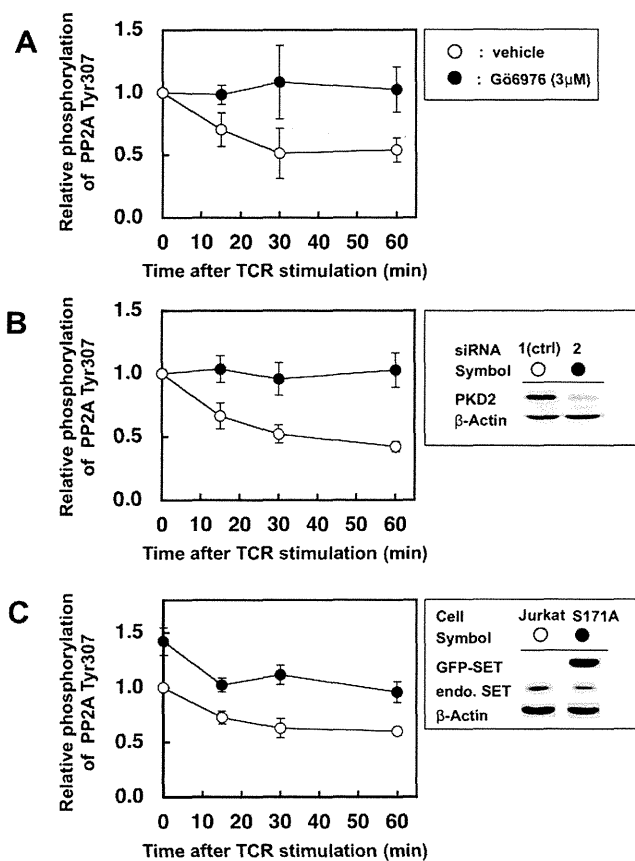 A
Relative phosphorylation
of PP2A Tyr307
1.5
1.0
0.5
0.0
0 10 20 30 40 50 60
Time after TCR stimulation (min)
: vehicle
: Gö6976 (3μM)
B
Relative phosphorylation
of PP2A Tyr307
1.5
1.0
0.5
0.0
0 10 20 30 40 50 60
Time after TCR stimulation (min)
siRNA 1(ctrl) 2
Symbol
PKD2
β-Actin
C
Relative phosphorylation
of PP2A Tyr307
1.5
1.0
0.5
0.0
0 10 20 30 40 50 60
Time after TCR stimulation (min)
Cell Jurkat S171A
Symbol
GFP-SET
endo. SET
β-Actin